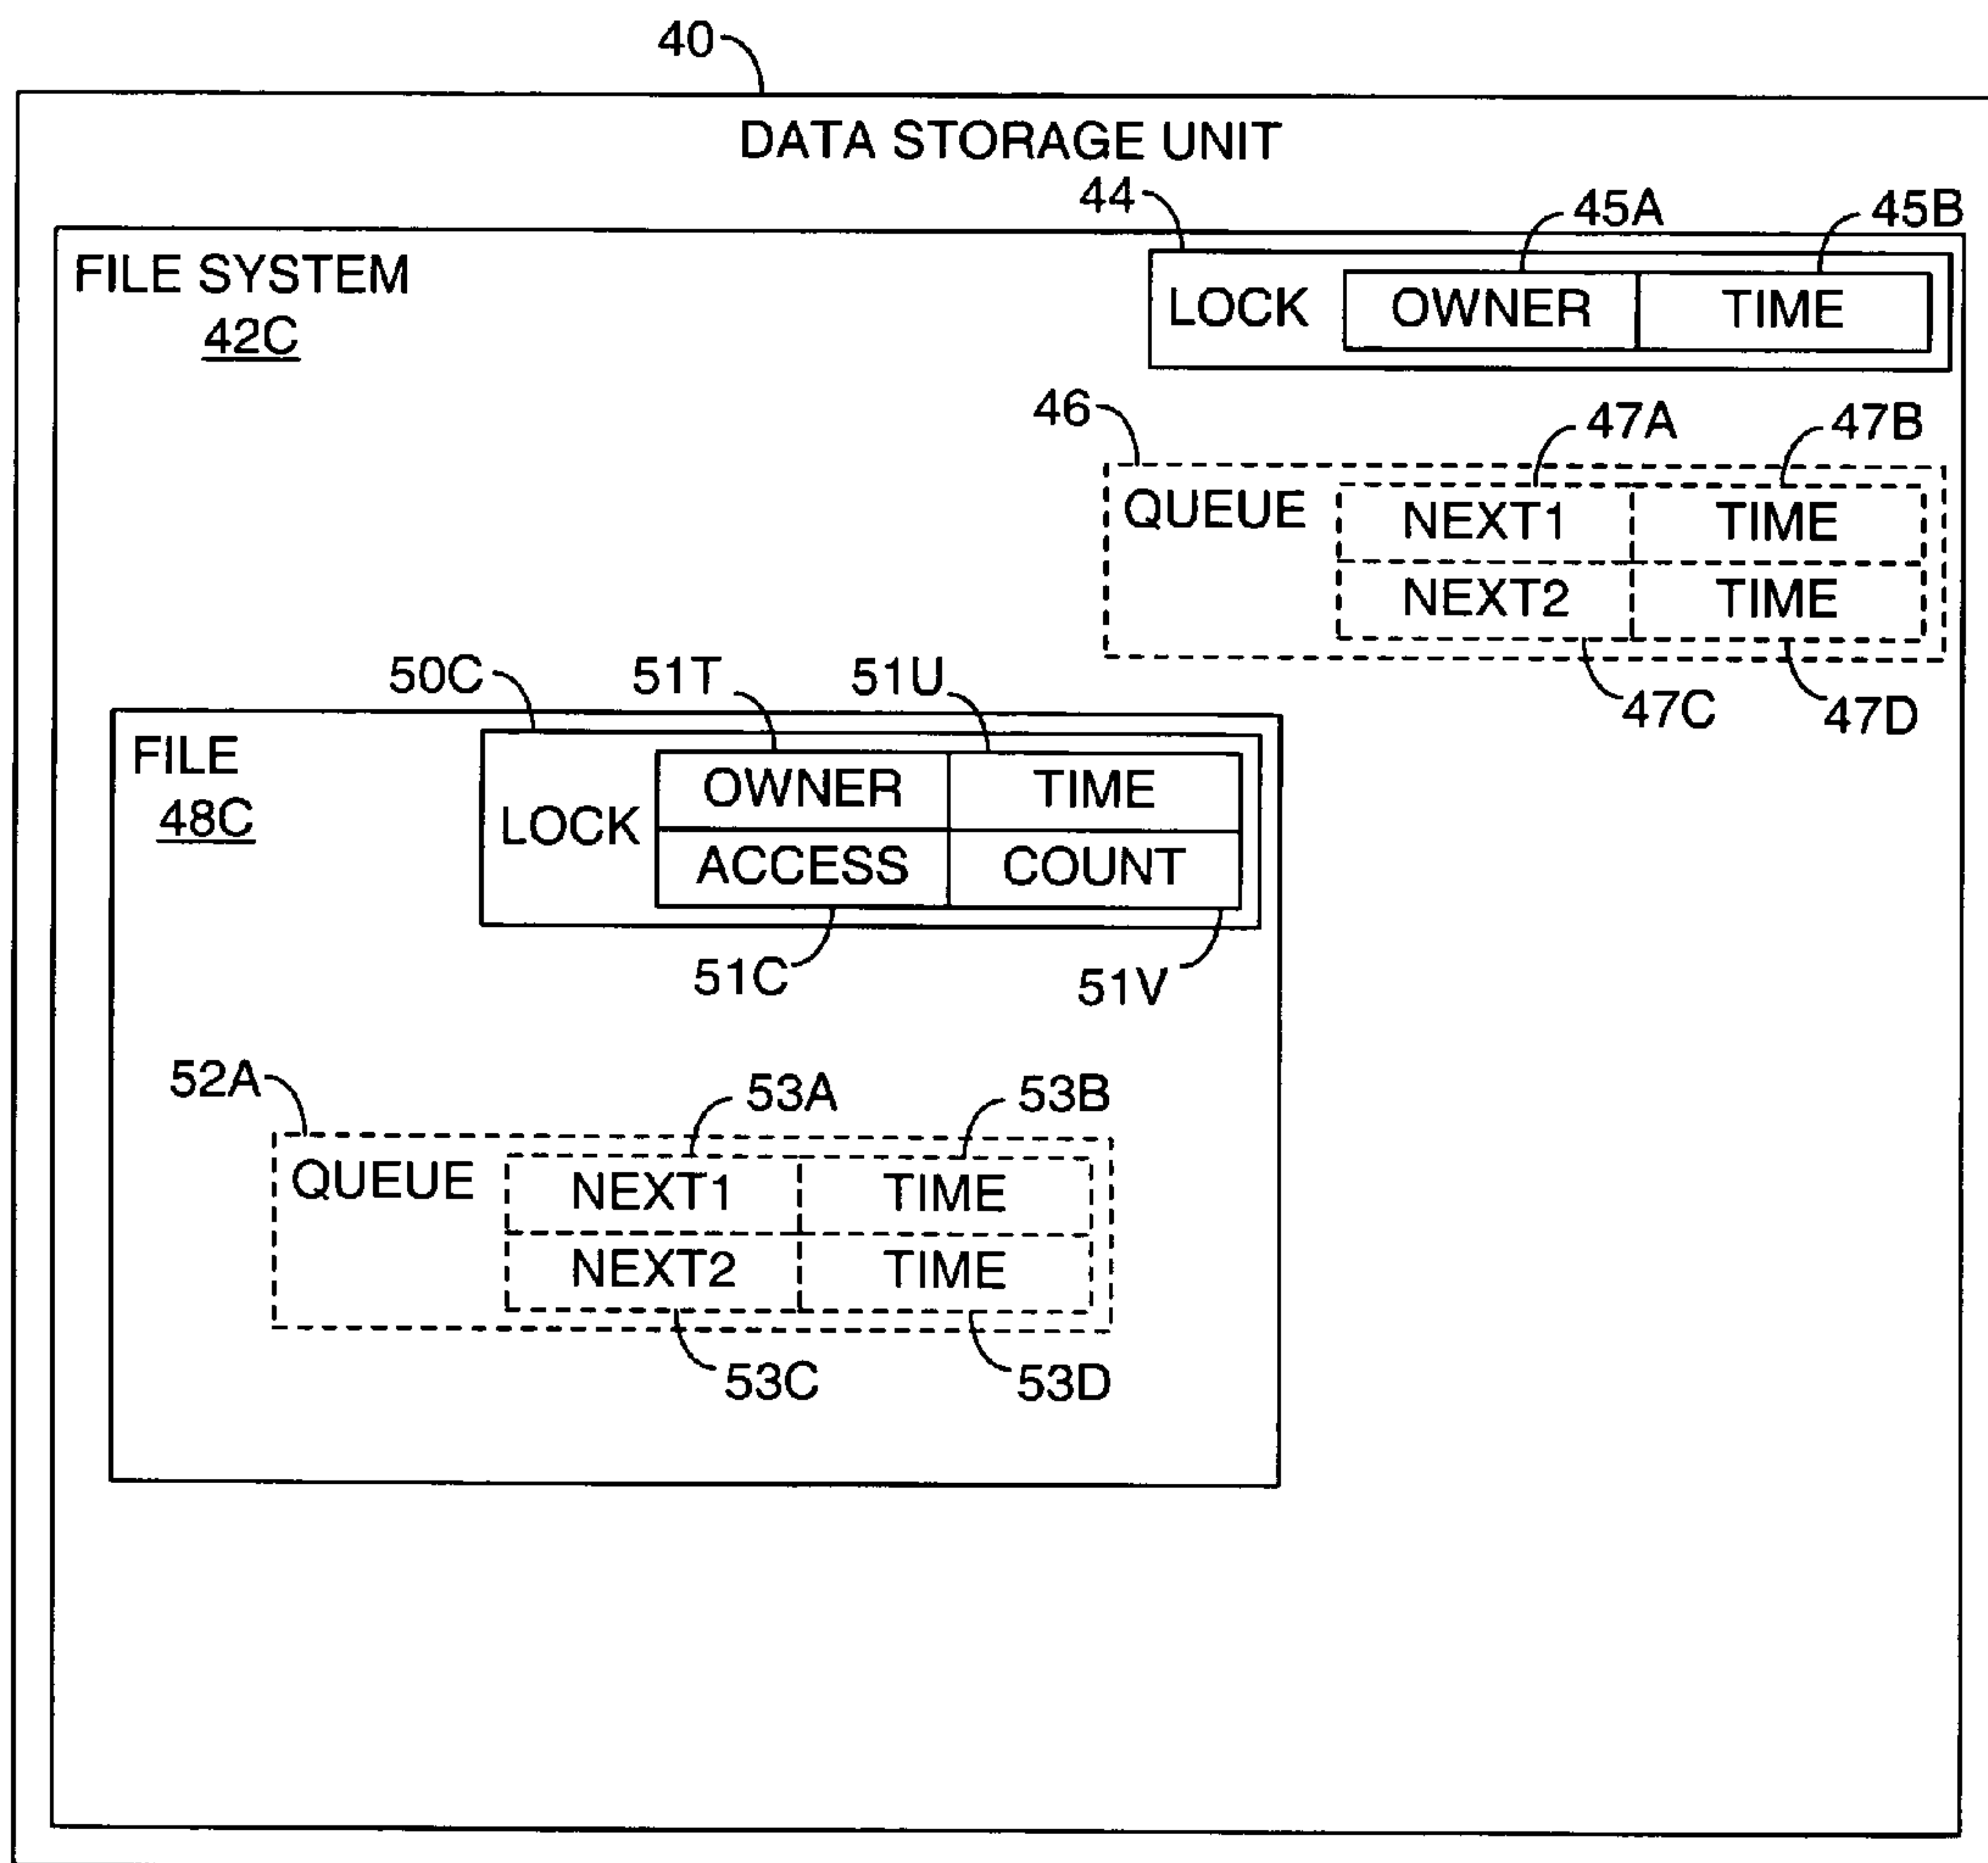 40
DATA STORAGE UNIT
44
45A
45B
FILE SYSTEM
42C
LOCK
OWNER
TIME
46
47A
47B
QUEUE
NEXT1
TIME
NEXT2
TIME
47C
47D
50C
51T
51U
FILE
48C
LOCK
OWNER
TIME
ACCESS
COUNT
51C
51V
52A
53A
53B
QUEUE
NEXT1
TIME
NEXT2
TIME
53C
53D